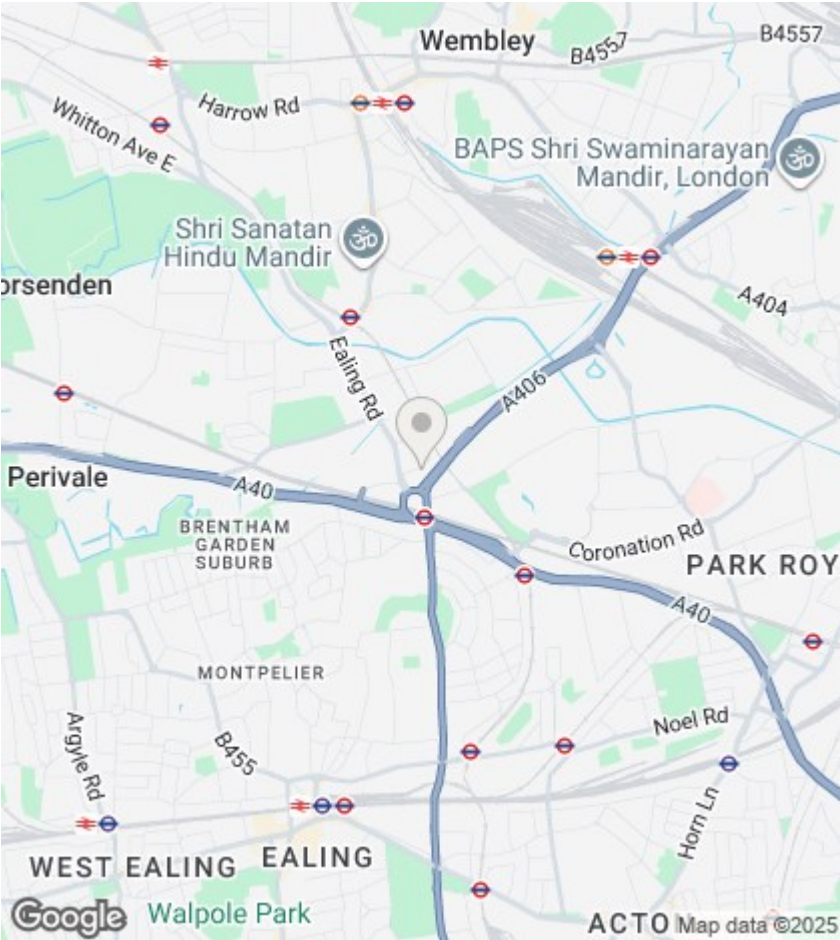 Wembley
B4557
B4557
Harrow Rd
Whitton Ave E
BAPS Shri Swaminarayan
Mandir, London
Shri Sanatan
Hindu Mandir
orsenden
A404
Ealing Rd
A406
Perivale
A40
BRENTHAM
GARDEN
SUBURB
Coronation Rd
PARK ROY
A40
MONTPELIER
Noel Rd
Argyle Rd
B455
Horn Ln
WEST EALING
EALING
Google
Walpole Park
ACTO
Map data ©2025